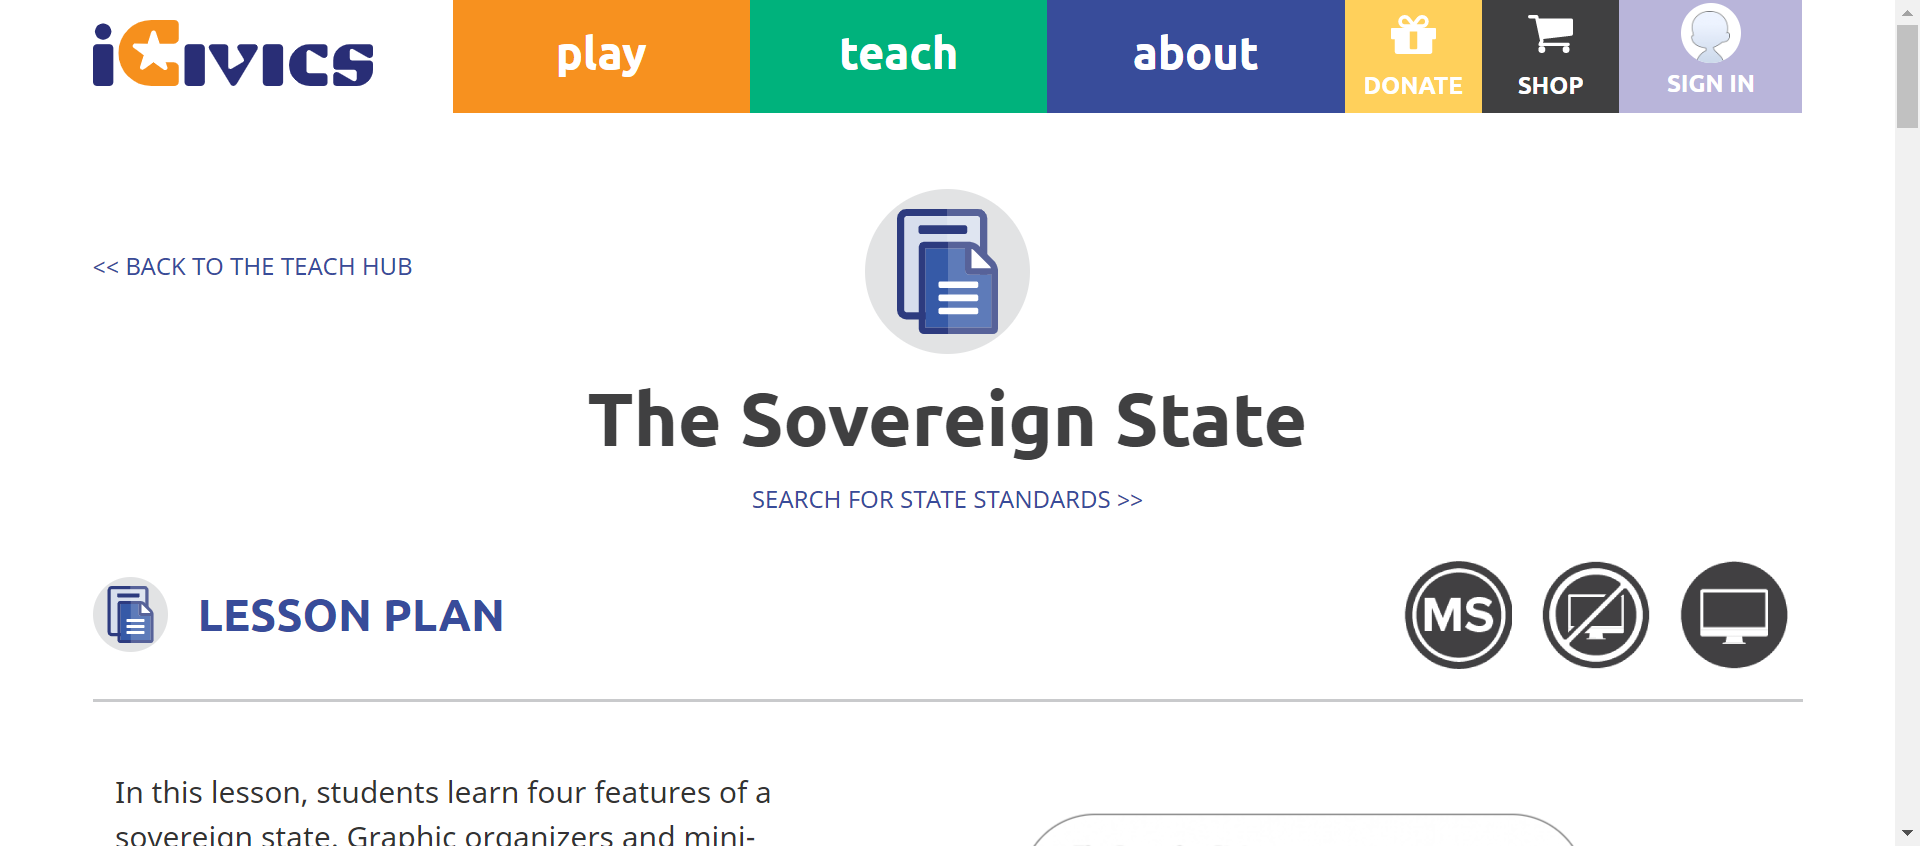 iCivics
play
teach
about
DONATE
SHOP
SIGN IN
<< BACK TO THE TEACH HUB
The Sovereign State
SEARCH FOR STATE STANDARDS >>
LESSON PLAN
MS
In this lesson, students learn four features of a
sovereign state. Graphic organizers and mini-